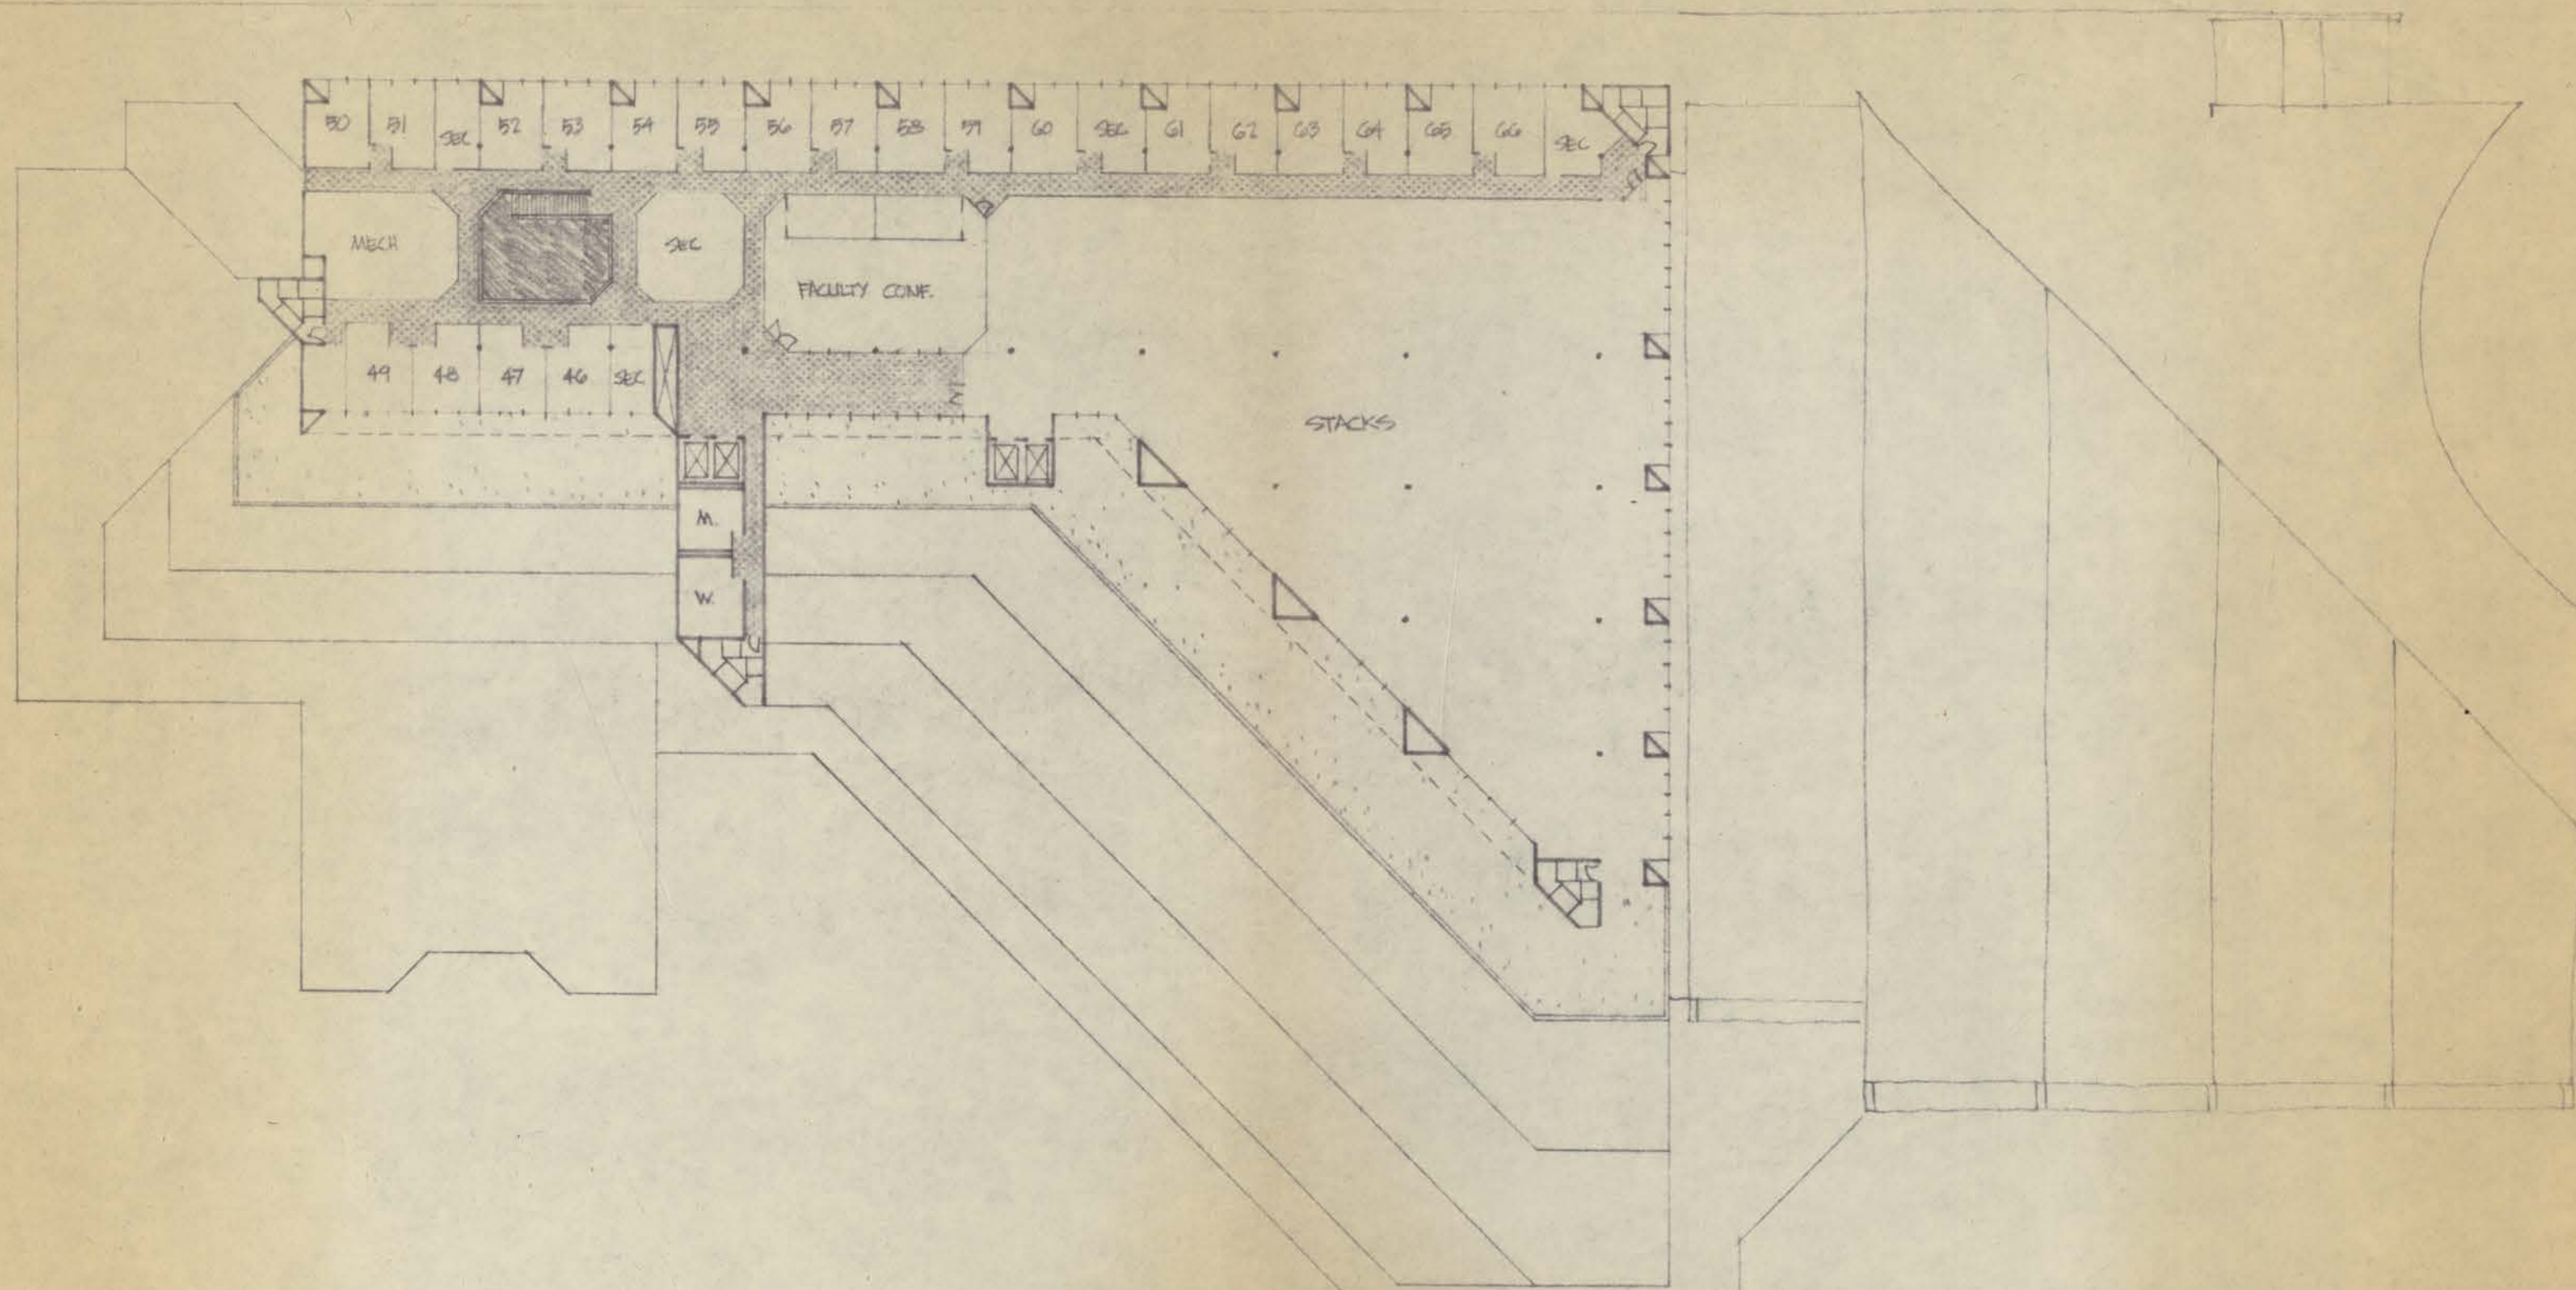 50 51 SEC 52 53 54 55 56 57 58 59 60 SEC 61 62 63 64 65 66 SEC
MECH
SEC
FACULTY CONF.
49 48 47 46 SEC
STACKS
M.
W.